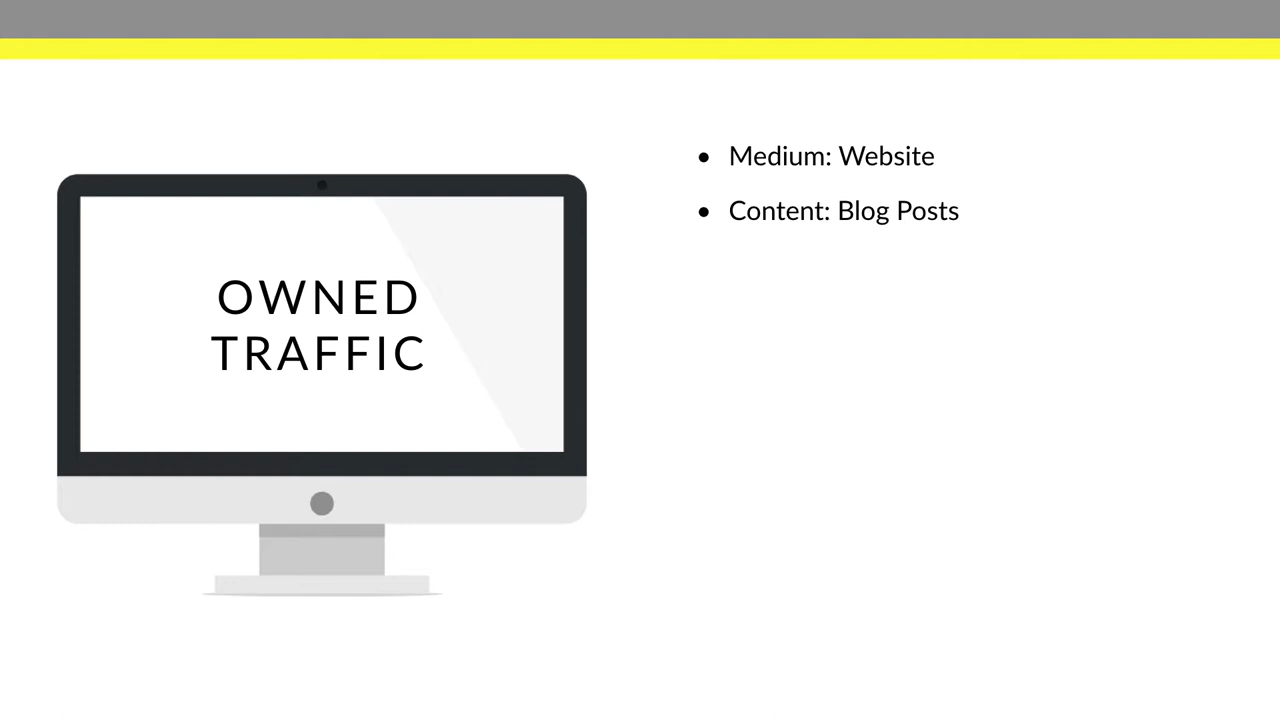 OWNED
TRAFFIC
• Medium: Website
• Content: Blog Posts